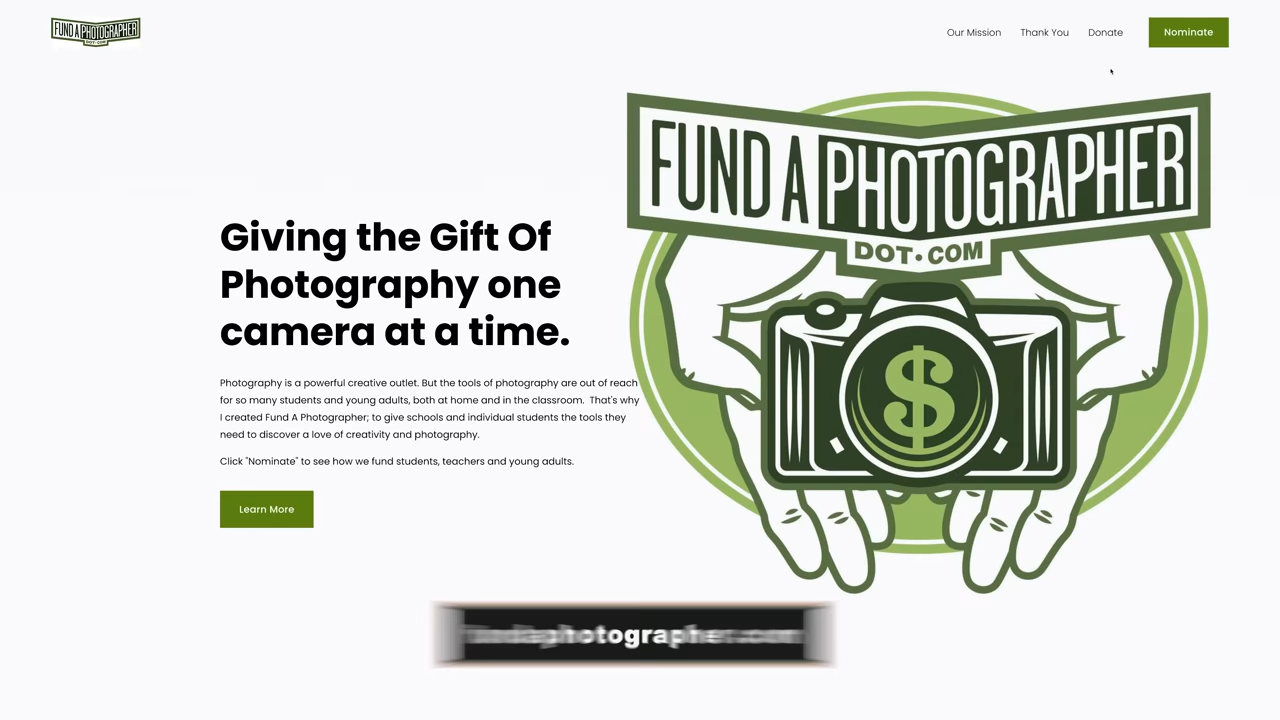 FUND A PHOTOGRAPHER
DOT·COM
Our Mission Thank You Donate Nominate
FUND A PHOTOGRAPHER
DOT·COM
Giving the Gift Of
Photography one
camera at a time.
Photography is a powerful creative outlet. But the tools of photography are out of reach
for so many students and young adults, both at home and in the classroom. That's why
I created Fund A Photographer; to give schools and individual students the tools they
need to discover a love of creativity and photography.
Click "Nominate" to see how we fund students, teachers and young adults.
Learn More
$
fundaphotographer.com